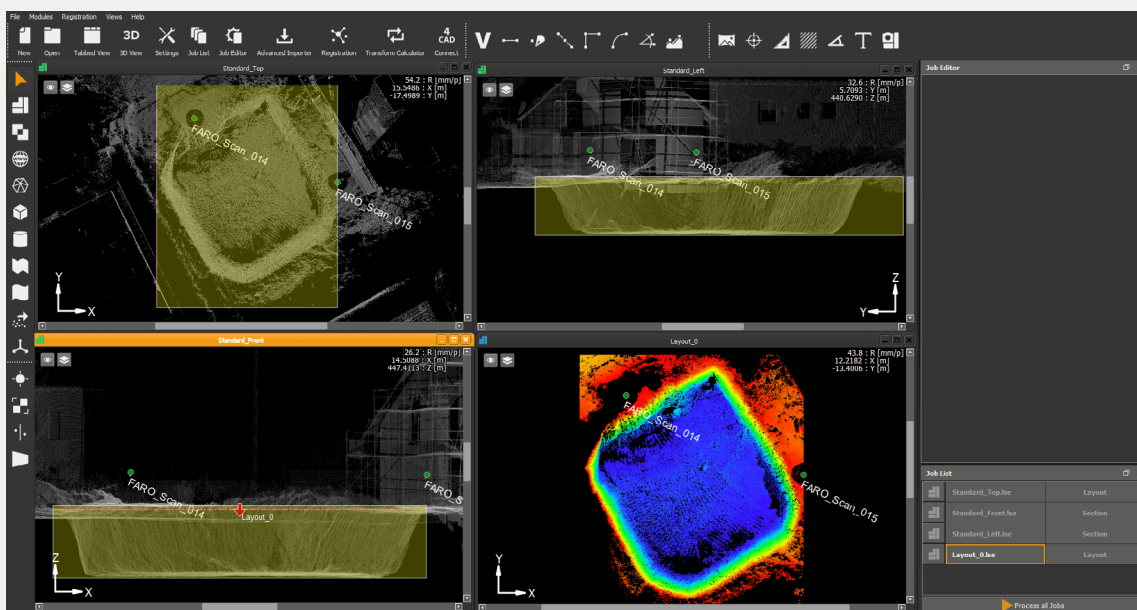 File Modules Registration Views Help
New Open Tabbed View 3D 3D View Settings Job List Job Editor Advanced Importer Registration Transform Calculator 4 CAD Connect
V T
Standard_Top
54.2 : R [mm/p]
15.5486 : X [m]
-17.4989 : Y [m]
FARO_Scan_014
FARO_Scan_015
Y
X
Standard_Left
32.6 : R [mm/p]
5.7093 : Y [m]
440.6290 : Z [m]
FARO_Scan_014
FARO_Scan_015
Z
Y
Standard_Front
26.2 : R [mm/p]
14.5088 : X [m]
447.4113 : Z [m]
FARO_Scan_014
FARO_S
Layout_0
Z
X
Layout_0
43.8 : R [mm/p]
12.2182 : X [m]
-13.4006 : Y [m]
FARO_Scan_014
FARO_Scan_015
Y
X
Job Editor
Job List
Standard_Top.lse Layout
Standard_Front.lse Section
Standard_Left.lse Section
Layout_0.lse Layout
Process all Jobs